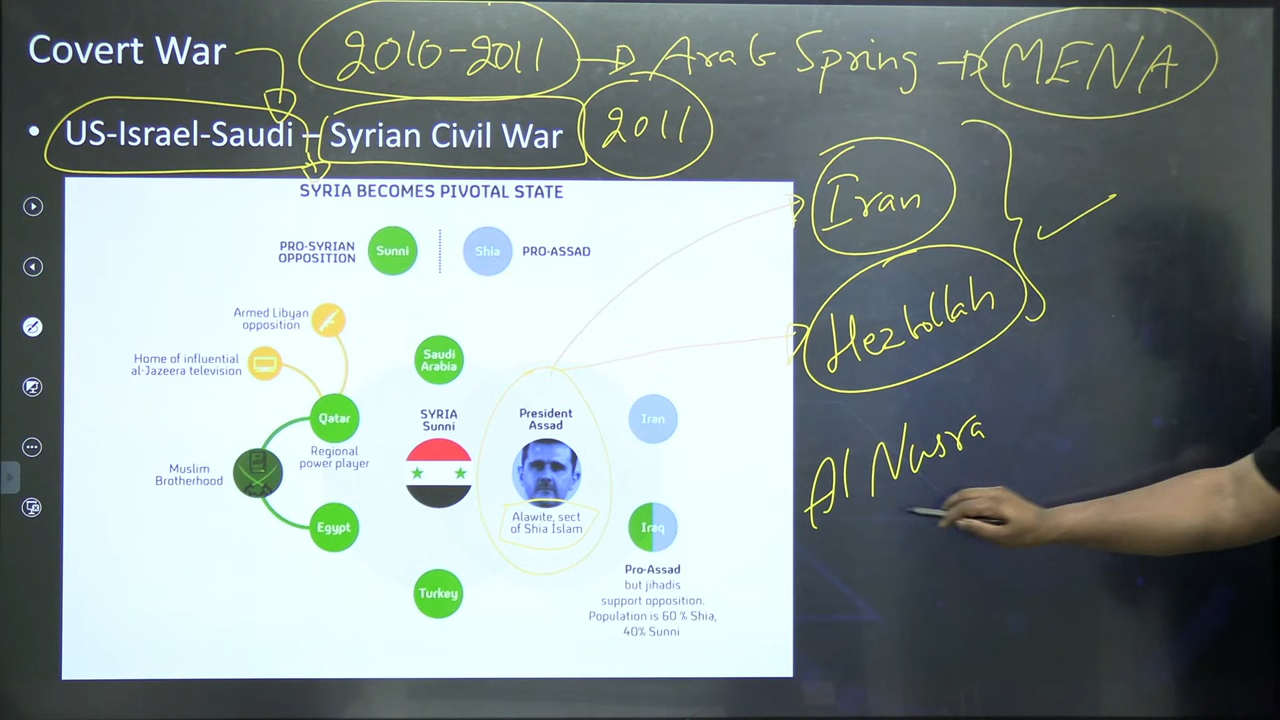 Covert War
2010-2011 → Arab Spring → MENA
• US-Israel-Saudi – Syrian Civil War 2011
SYRIA BECOMES PIVOTAL STATE
PRO-SYRIAN
OPPOSITION
Sunni
Shia
PRO-ASSAD
Armed Libyan
opposition
Home of influential
al-Jazeera television
Qatar
Regional
power player
Muslim
Brotherhood
Egypt
Saudi
Arabia
SYRIA
Sunni
Turkey
President
Assad
Alawite, sect
of Shia Islam
Iran
Iraq
Pro-Assad
but jihadis
support opposition.
Population is 60 % Shia,
40% Sunni
Iran
Hezbollah
Al Nusra